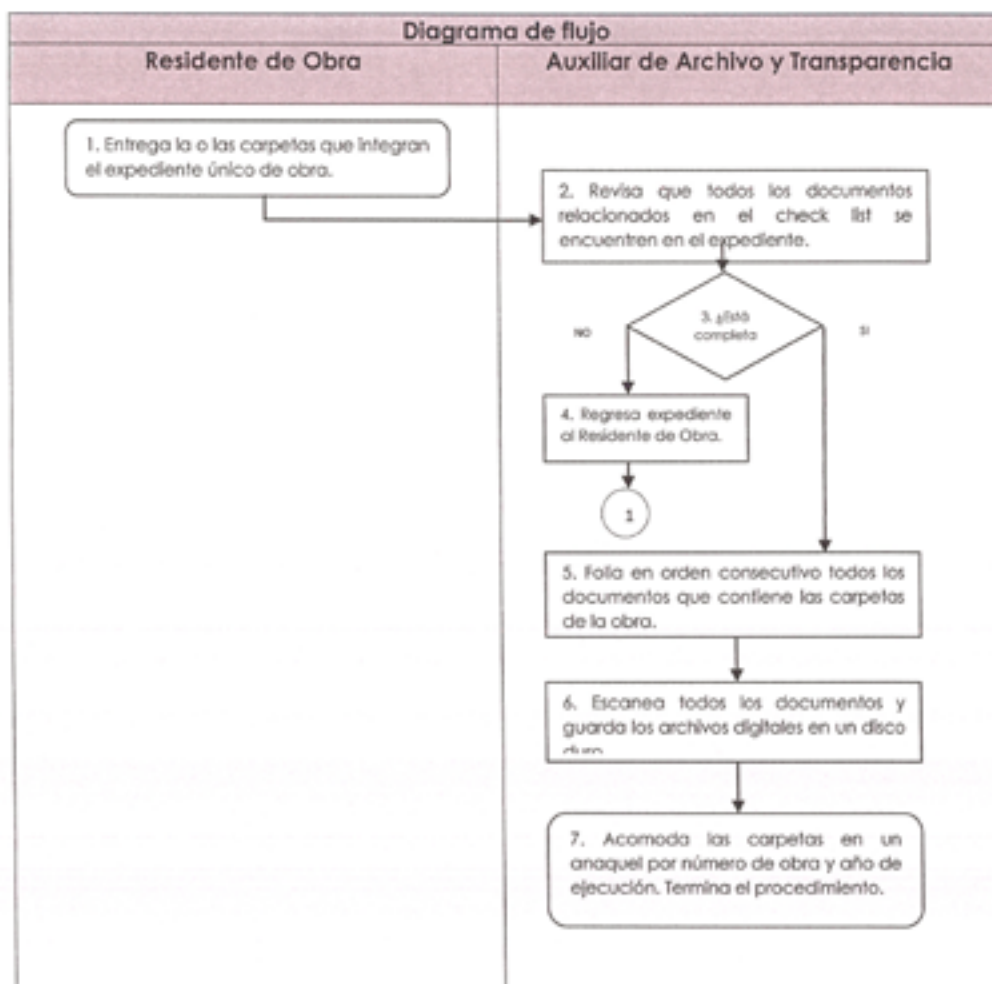 Diagrama de flujo
Residente de Obra
Auxiliar de Archivo y Transparencia
1. Entrega la o las carpetas que integran
el expediente único de obra.
2. Revisa que todos los documentos
relacionados en el check list se
encuentren en el expediente.
3. ¿Está
completa
NO
SI
4. Regresa expediente
al Residente de Obra.
1
5. Folia en orden consecutivo todos los
documentos que contiene las carpetas
de la obra.
6. Escanea todos los documentos y
guarda los archivos digitales en un disco
duro
7. Acomoda las carpetas en un
anaquel por número de obra y año de
ejecución. Termina el procedimiento.